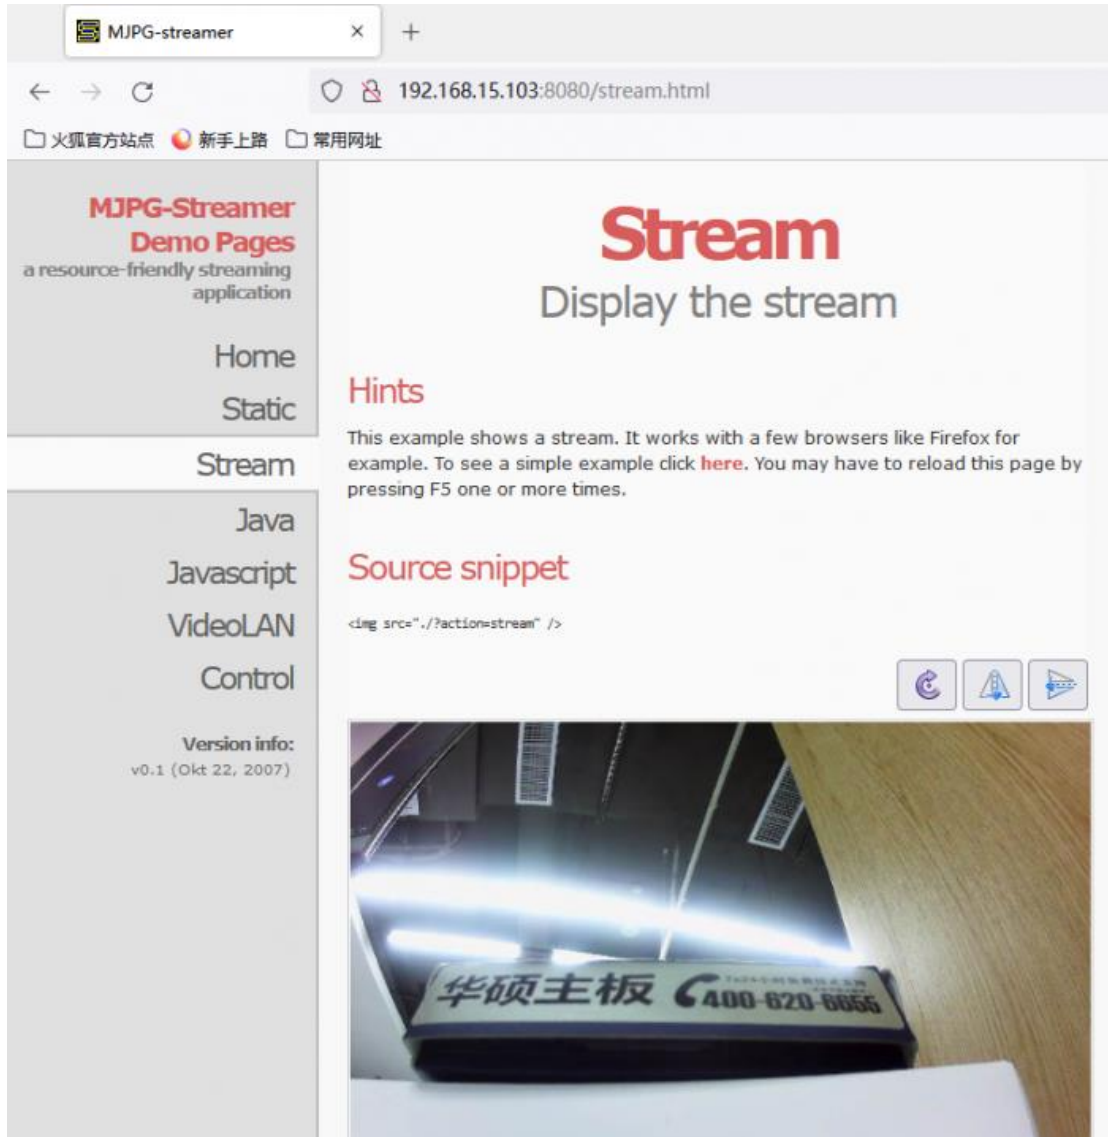 MJPG-streamer
192.168.15.103:8080/stream.html
火狐官方站点 新手上路 常用网址
MJPG-Streamer
Demo Pages
a resource-friendly streaming
application
Home
Static
Stream
Java
Javascript
VideoLAN
Control
Version info:
v0.1 (Okt 22, 2007)
Stream
Display the stream
Hints
This example shows a stream. It works with a few browsers like Firefox for
example. To see a simple example click here. You may have to reload this page by
pressing F5 one or more times.
Source snippet
<img src="./?action=stream" />
华硕主板 400-620-6655